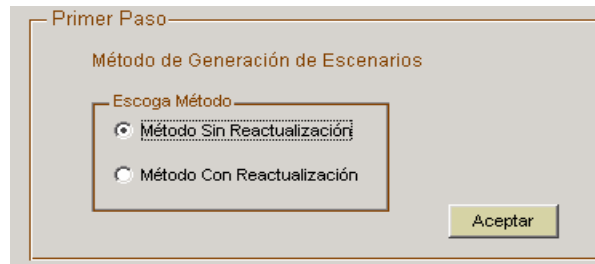 Primer Paso
Método de Generación de Escenarios
Escoga Método
Método Sin Reactualización
Método Con Reactualización
Aceptar